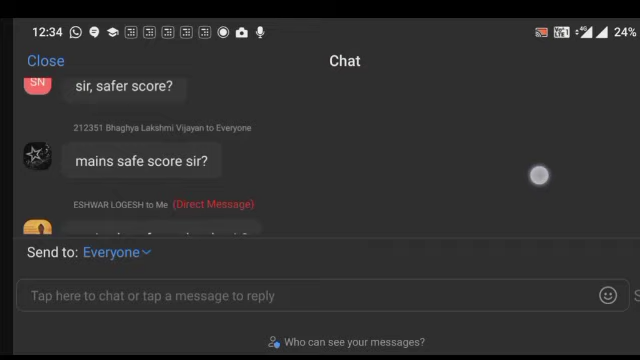 12:34 24%
Close Chat
SN sir, safer score?
212351 Bhaghya Lakshmi Vijayan to Everyone
mains safe score sir?
ESHWAR LOGESH to Me (Direct Message)
Send to: Everyone
Tap here to chat or tap a message to reply
Who can see your messages?